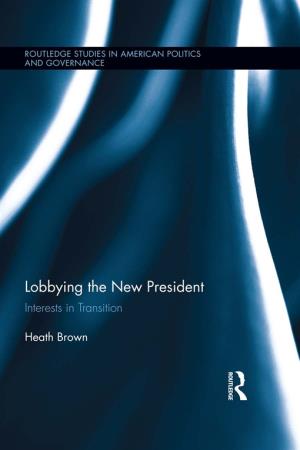 ROUTLEDGE STUDIES IN AMERICAN POLITICS
AND GOVERNANCE
Lobbying the New President
Interests in Transition
Heath Brown
ROUTLEDGE